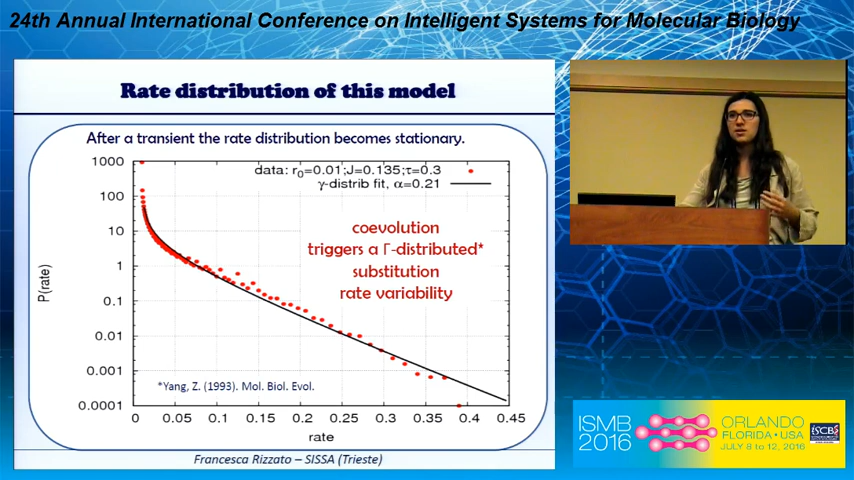 24th Annual International Conference on Intelligent Systems for Molecular Biology
Rate distribution of this model
After a transient the rate distribution becomes stationary.
data: r₀=0.01;J=0.135;τ=0.3
γ-distrib fit, α=0.21
coevolution
triggers a Γ-distributed*
substitution
rate variability
P(rate)
1000
100
10
1
0.1
0.01
0.001
0.0001
*Yang, Z. (1993). Mol. Biol. Evol.
0 0.05 0.1 0.15 0.2 0.25 0.3 0.35 0.4 0.45
rate
Francesca Rizzato – SISSA (Trieste)
ISMB
2016
ORLANDO
FLORIDA • USA
JULY 8 to 12, 2016
ISCB